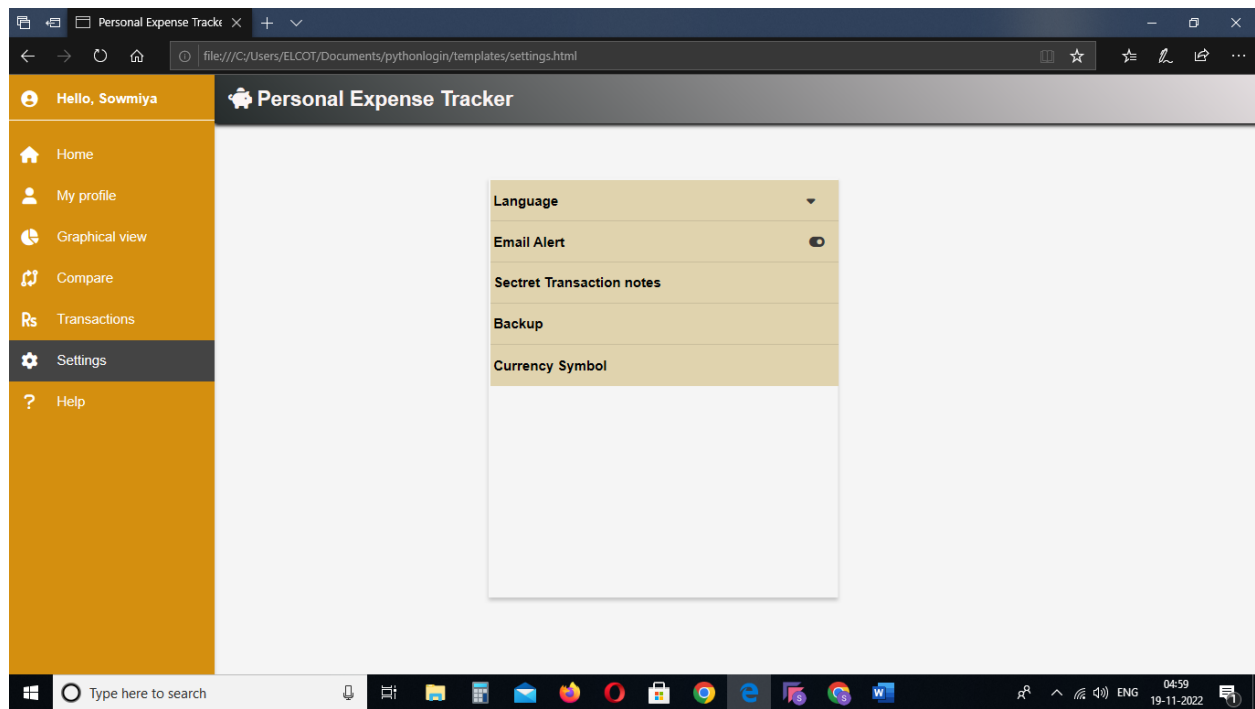 Personal Expense Tracke
file:///C:/Users/ELCOT/Documents/pythonlogin/templates/settings.html
Hello, Sowmiya
Personal Expense Tracker
Home
My profile
Graphical view
Compare
Rs Transactions
Settings
? Help
Language
Email Alert
Sectret Transaction notes
Backup
Currency Symbol
Type here to search
ENG
04:59
19-11-2022